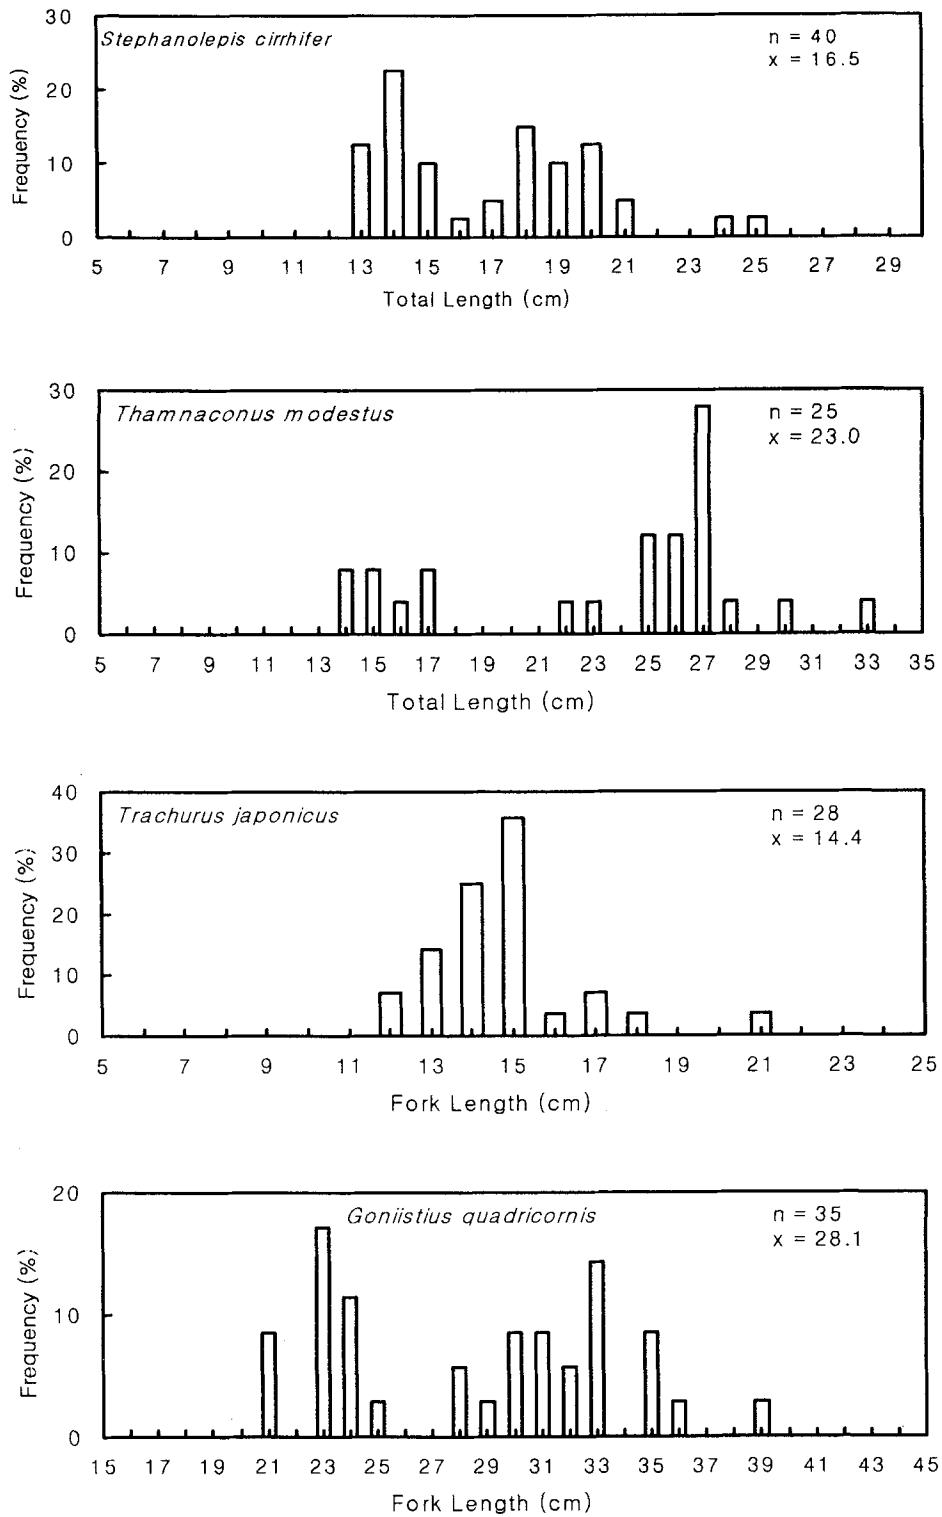 30
Stephanolepis cirrhifer
n = 40
x = 16.5
20
10
0
Frequency (%)
5 7 9 11 13 15 17 19 21 23 25 27 29
Total Length (cm)
30
Thamnaconus modestus
n = 25
x = 23.0
20
10
0
Frequency (%)
5 7 9 11 13 15 17 19 21 23 25 27 29 31 33 35
Total Length (cm)
40
Trachurus japonicus
n = 28
x = 14.4
30
20
10
0
Frequency (%)
5 7 9 11 13 15 17 19 21 23 25
Fork Length (cm)
20
Goniistius quadricornis
n = 35
x = 28.1
10
0
Frequency (%)
15 17 19 21 23 25 27 29 31 33 35 37 39 41 43 45
Fork Length (cm)